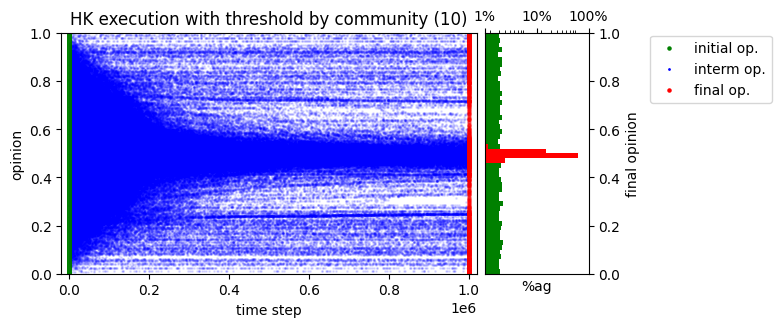 HK execution with threshold by community (10)
1% 10% 100%
initial op.
interm op.
final op.
opinion
1.0
0.8
0.6
0.4
0.2
0.0
1.0
0.8
0.6
0.4
0.2
0.0
final opinion
0.0 0.2 0.4 0.6 0.8 1.0
1e6
time step
%ag